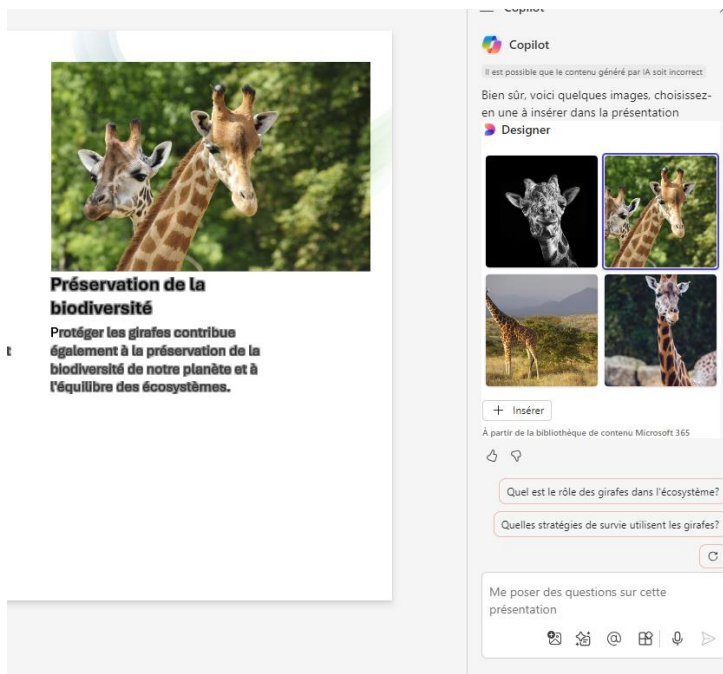 Copilot
Copilot
Il est possible que le contenu généré par IA soit incorrect
Bien sûr, voici quelques images, choisissez-
en une à insérer dans la présentation
Designer
Insérer
À partir de la bibliothèque de contenu Microsoft 365
Quel est le rôle des girafes dans l'écosystème?
Quelles stratégies de survie utilisent les girafes?
Me poser des questions sur cette
présentation
Préservation de la
biodiversité
Protéger les girafes contribue
également à la préservation de la
biodiversité de notre planète et à
l'équilibre des écosystèmes.